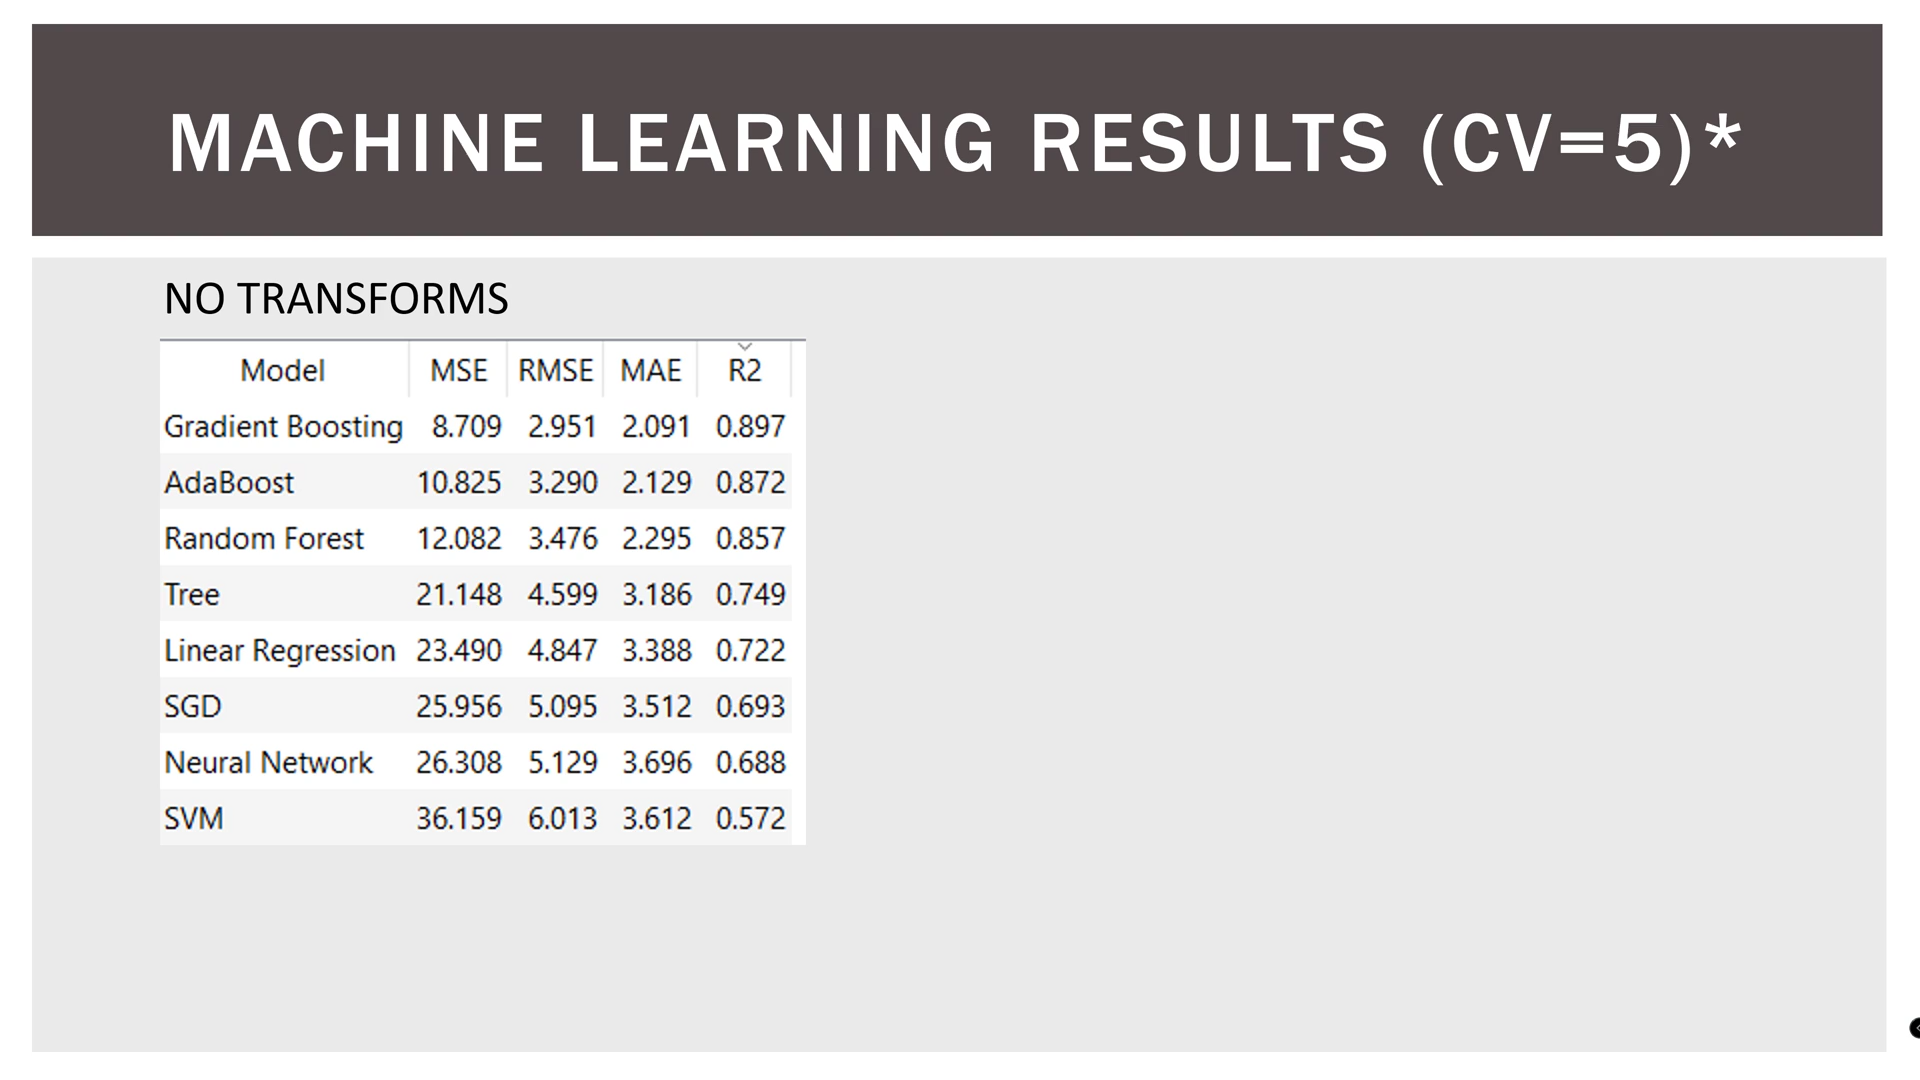 MACHINE LEARNING RESULTS (CV=5)*
NO TRANSFORMS
Model MSE RMSE MAE R2
Gradient Boosting 8.709 2.951 2.091 0.897
AdaBoost 10.825 3.290 2.129 0.872
Random Forest 12.082 3.476 2.295 0.857
Tree 21.148 4.599 3.186 0.749
Linear Regression 23.490 4.847 3.388 0.722
SGD 25.956 5.095 3.512 0.693
Neural Network 26.308 5.129 3.696 0.688
SVM 36.159 6.013 3.612 0.572